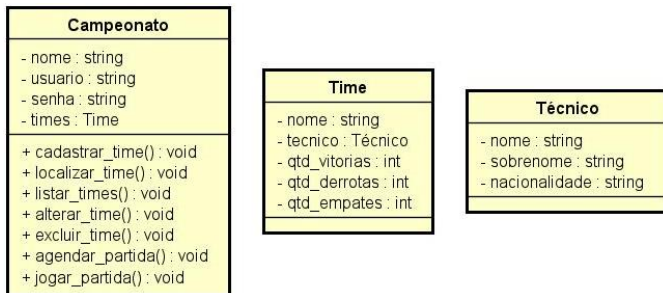 Campeonato
- nome : string
- usuario : string
- senha : string
- times : Time
+ cadastrar_time() : void
+ localizar_time() : void
+ listar_times() : void
+ alterar_time() : void
+ excluir_time() : void
+ agendar_partida() : void
+ jogar_partida() : void
Time
- nome : string
- tecnico : Técnico
- qtd_vitorias : int
- qtd_derrotas : int
- qtd_empates : int
Técnico
- nome : string
- sobrenome : string
- nacionalidade : string